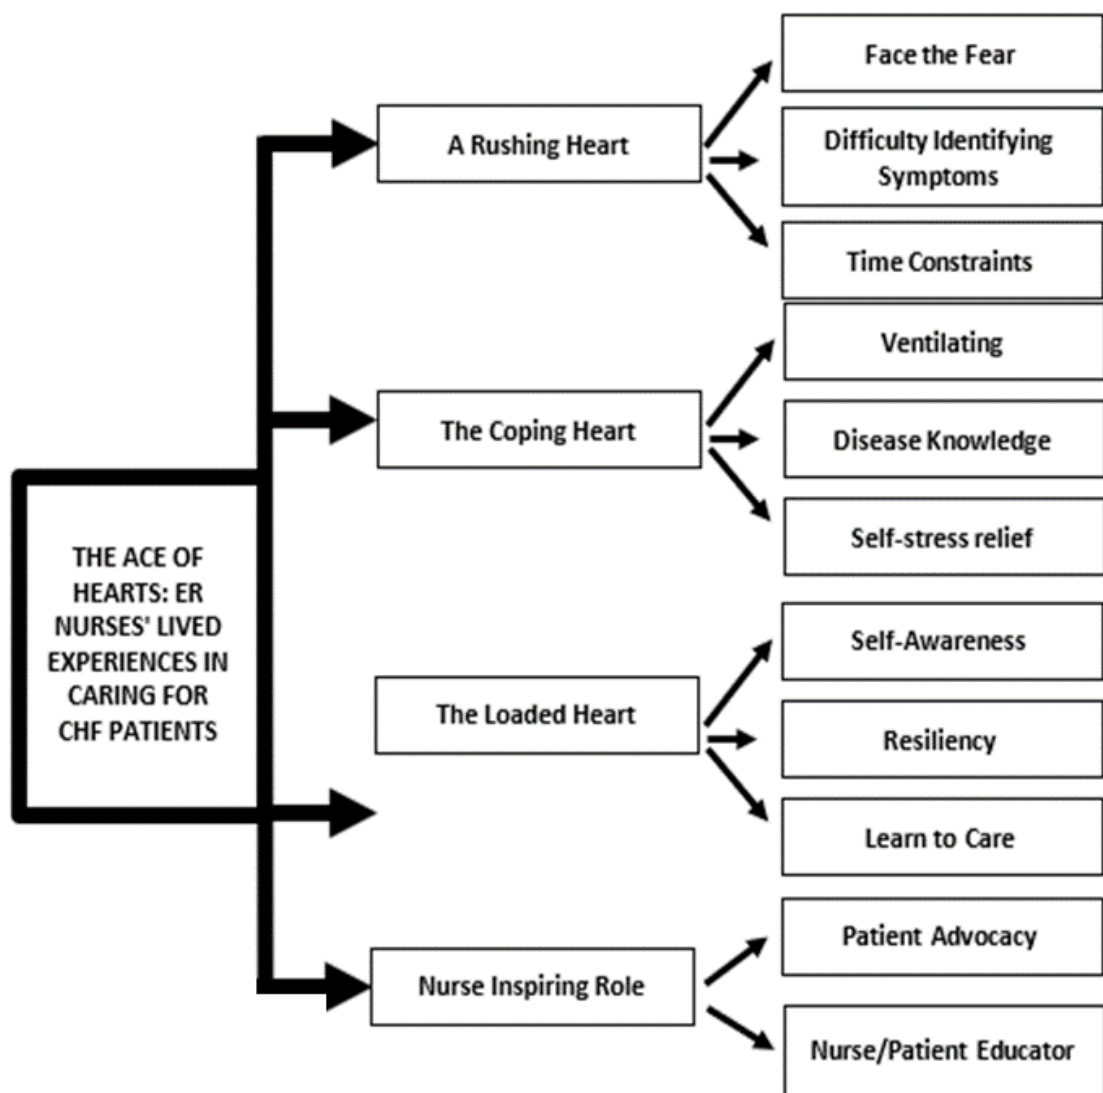 THE ACE OF
HEARTS: ER
NURSES' LIVED
EXPERIENCES IN
CARING FOR
CHF PATIENTS
A Rushing Heart
Face the Fear
Difficulty Identifying
Symptoms
Time Constraints
The Coping Heart
Ventilating
Disease Knowledge
Self-stress relief
The Loaded Heart
Self-Awareness
Resiliency
Learn to Care
Nurse Inspiring Role
Patient Advocacy
Nurse/Patient Educator